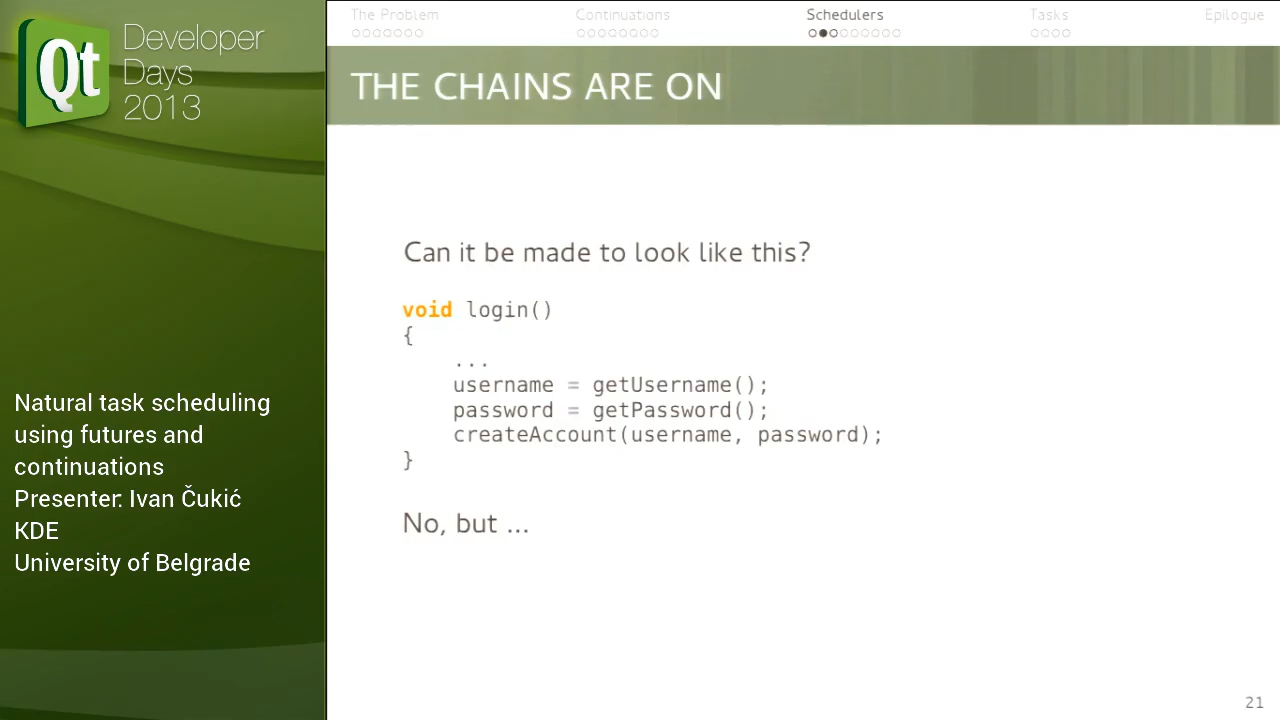 Qt
Developer
Days
2013
Natural task scheduling
using futures and
continuations
Presenter: Ivan Čukić
KDE
University of Belgrade
The Problem Continuations Schedulers Tasks Epilogue
THE CHAINS ARE ON
Can it be made to look like this?
void login()
{
    ...
    username = getUsername();
    password = getPassword();
    createAccount(username, password);
}
No, but ...
21